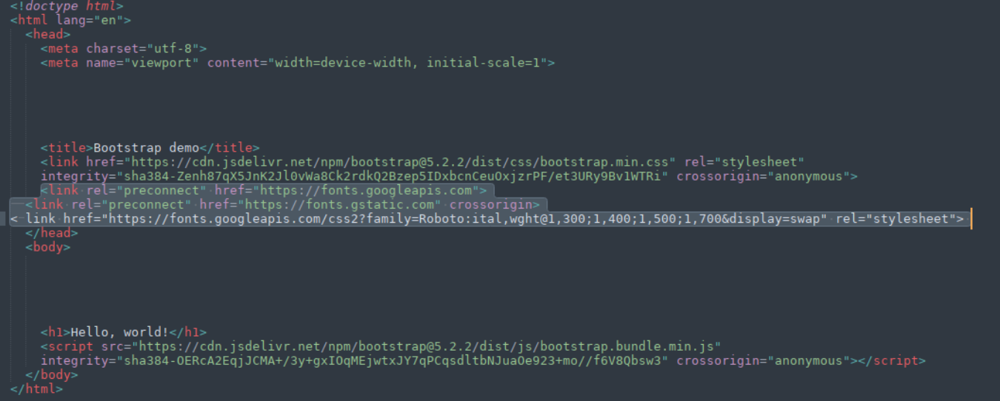 <!doctype html>
<html lang="en">
<head>
<meta charset="utf-8">
<meta name="viewport" content="width=device-width, initial-scale=1">
<title>Bootstrap demo</title>
<link href="https://cdn.jsdelivr.net/npm/bootstrap@5.2.2/dist/css/bootstrap.min.css" rel="stylesheet"
integrity="sha384-Zenh87qX5JnK2Jl0vWa8Ck2rdkQ2Bzep5IDxbcnCeuOxjzrPF/et3URy9Bv1WTRi" crossorigin="anonymous">
<link rel="preconnect" href="https://fonts.googleapis.com">
<link rel="preconnect" href="https://fonts.gstatic.com" crossorigin>
< link href="https://fonts.googleapis.com/css2?family=Roboto:ital,wght@1,300;1,400;1,500;1,700&display=swap" rel="stylesheet">
</head>
<body>
<h1>Hello, world!</h1>
<script src="https://cdn.jsdelivr.net/npm/bootstrap@5.2.2/dist/js/bootstrap.bundle.min.js"
integrity="sha384-OERcA2EqjJCMA+/3y+gxIOqMEjwtxJY7qPCqsdltbNJuaOe923+mo//f6V8Qbsw3" crossorigin="anonymous"></script>
</body>
</html>